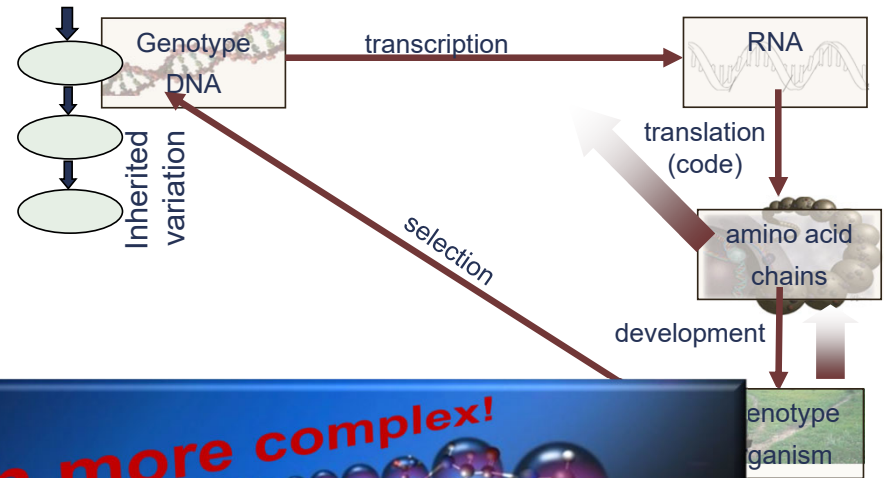 Genotype
DNA
transcription
RNA
translation
(code)
Inherited
variation
selection
amino acid
chains
development
more complex!
enotype
ganism